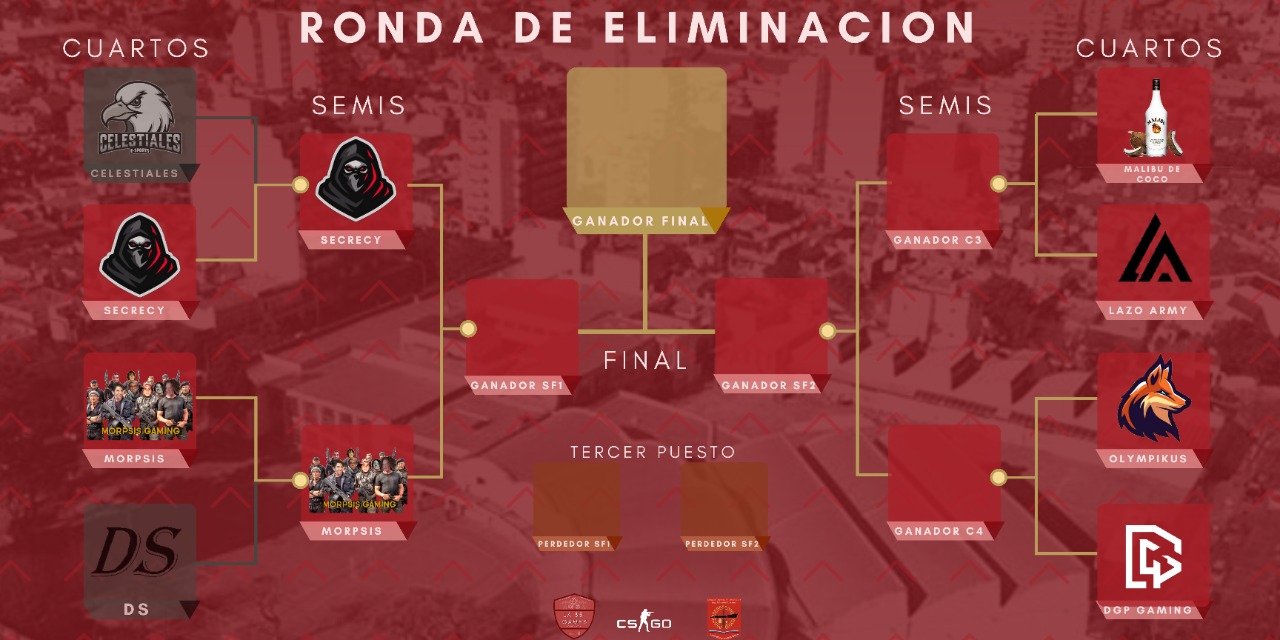 RONDA DE ELIMINACION
CUARTOS
CELESTIALES
E-SPORTS
CELESTIALES
SECRECY
MORPSIS GAMING
MORPSIS
DS
DS
SEMIS
SECRECY
MORPSIS GAMING
MORPSIS
GANADOR FINAL
GANADOR SF1
FINAL
GANADOR SF2
TERCER PUESTO
PERDEDOR SF1
PERDEDOR SF2
CS GO
SEMIS
GANADOR C3
GANADOR C4
CUARTOS
MALIBU
MALIBU DE
COCO
LAZO ARMY
OLYMPIKUS
DGP GAMING